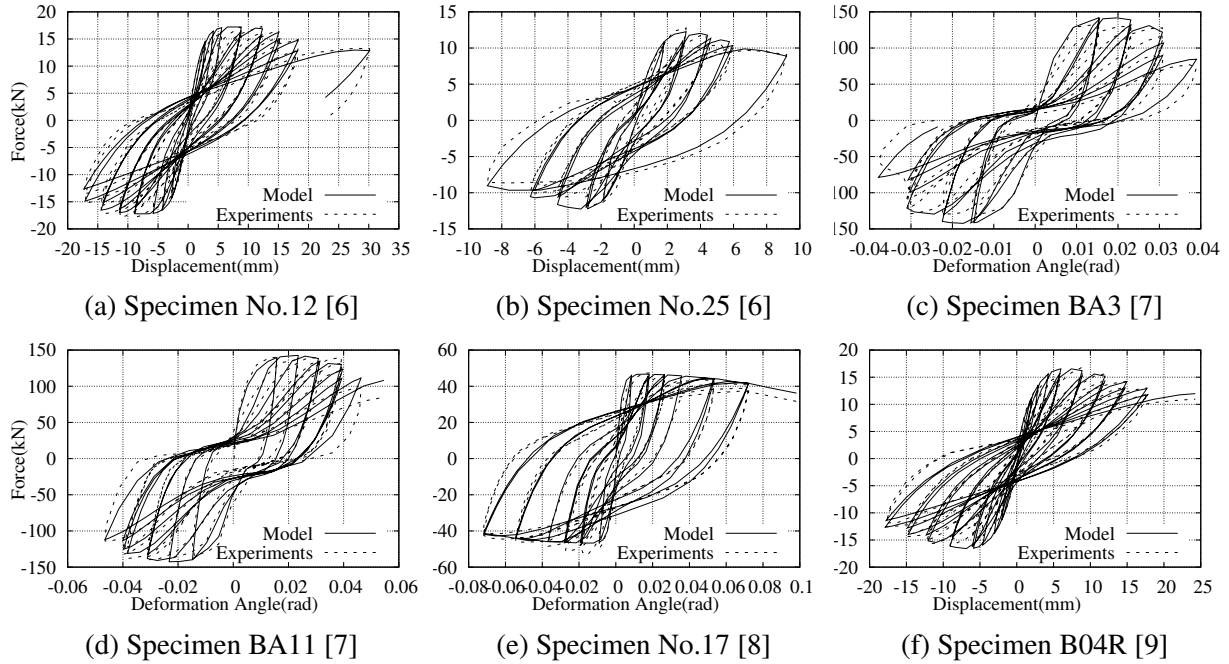 20
15
10
5
0
-5
-10
-15
-20
Force(kN)
Model
Experiments
-20 -15 -10 -5 0 5 10 15 20 25 30 35
Displacement(mm)
(a) Specimen No.12 [6]
15
10
5
0
-5
-10
-15
Model
Experiments
-10 -8 -6 -4 -2 0 2 4 6 8 10
Displacement(mm)
(b) Specimen No.25 [6]
150
100
50
0
-50
100
150
Model
Experiments
-0.04 -0.03 -0.02 -0.01 0 0.01 0.02 0.03 0.04
Deformation Angle(rad)
(c) Specimen BA3 [7]
150
100
50
0
-50
-100
-150
Force(kN)
Model
Experiments
-0.06 -0.04 -0.02 0 0.02 0.04 0.06
Deformation Angle(rad)
(d) Specimen BA11 [7]
60
40
20
0
-20
-40
-60
Model
Experiments
-0.08 -0.06 -0.04 -0.02 0 0.02 0.04 0.06 0.08 0.1
Deformation Angle(rad)
(e) Specimen No.17 [8]
20
15
10
5
0
-5
-10
-15
-20
Model
Experiments
-20 -15 -10 -5 0 5 10 15 20 25
Displacement(mm)
(f) Specimen B04R [9]